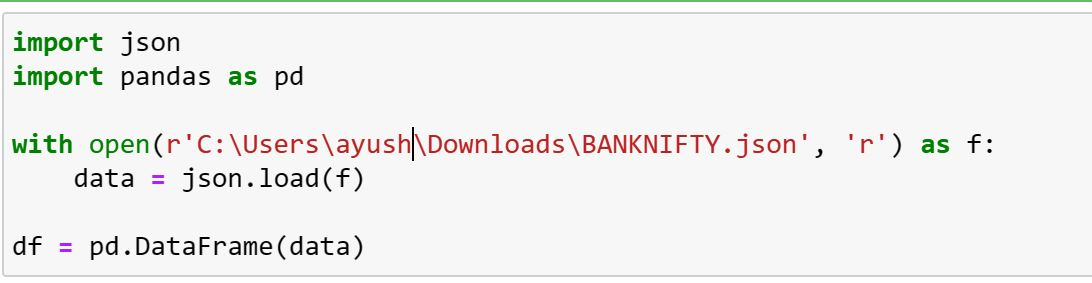 import json
import pandas as pd
with open(r'C:\Users\ayush\Downloads\BANKNIFTY.json', 'r') as f:
    data = json.load(f)
df = pd.DataFrame(data)